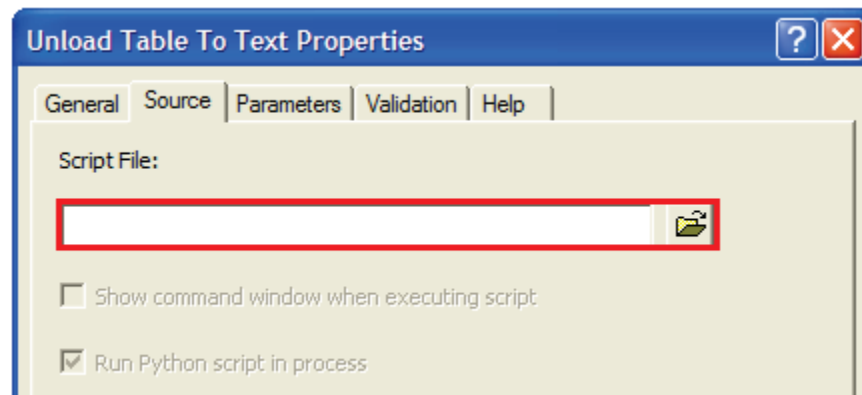 Unload Table To Text Properties
General Source Parameters Validation Help
Script File:
Show command window when executing script
Run Python script in process